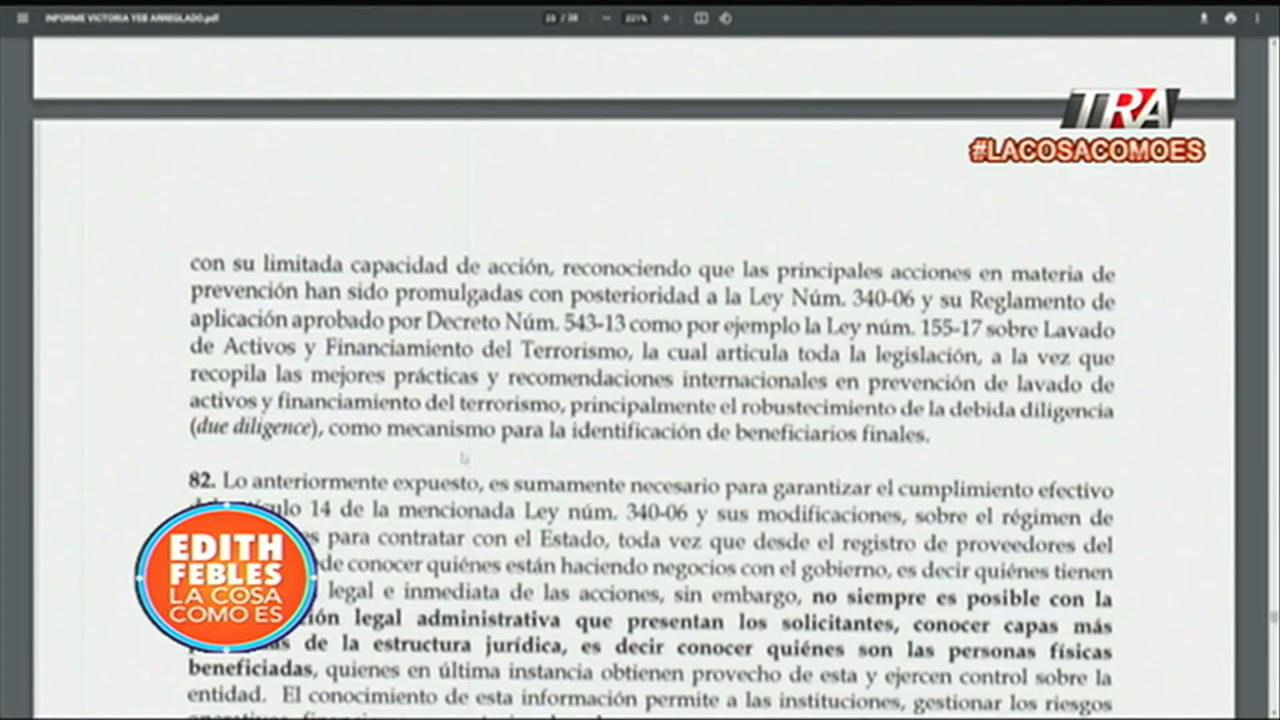 INFORME VICTORIA YEB ARREGLADO.pdf
/ 38
221%
TRA
#LACOSACOMOES
con su limitada capacidad de acción, reconociendo que las principales acciones en materia de
prevención han sido promulgadas con posterioridad a la Ley Núm. 340-06 y su Reglamento de
aplicación aprobado por Decreto Núm. 543-13 como por ejemplo la Ley núm. 155-17 sobre Lavado
de Activos y Financiamiento del Terrorismo, la cual articula toda la legislación, a la vez que
recopila las mejores prácticas y recomendaciones internacionales en prevención de lavado de
activos y financiamiento del terrorismo, principalmente el robustecimiento de la debida diligencia
(due diligence), como mecanismo para la identificación de beneficiarios finales.
82. Lo anteriormente expuesto, es sumamente necesario para garantizar el cumplimiento efectivo
14 de la mencionada Ley núm. 340-06 y sus modificaciones, sobre el régimen de
para contratar con el Estado, toda vez que desde el registro de proveedores del
de conocer quiénes están haciendo negocios con el gobierno, es decir quiénes tienen
legal e inmediata de las acciones, sin embargo, no siempre es posible con la
ión legal administrativa que presentan los solicitantes, conocer capas más
de la estructura jurídica, es decir conocer quiénes son las personas físicas
beneficiadas, quienes en última instancia obtienen provecho de esta y ejercen control sobre la
entidad. El conocimiento de esta información permite a las instituciones, gestionar los riesgos
EDITH
FEBLES
LA COSA
COMO ES